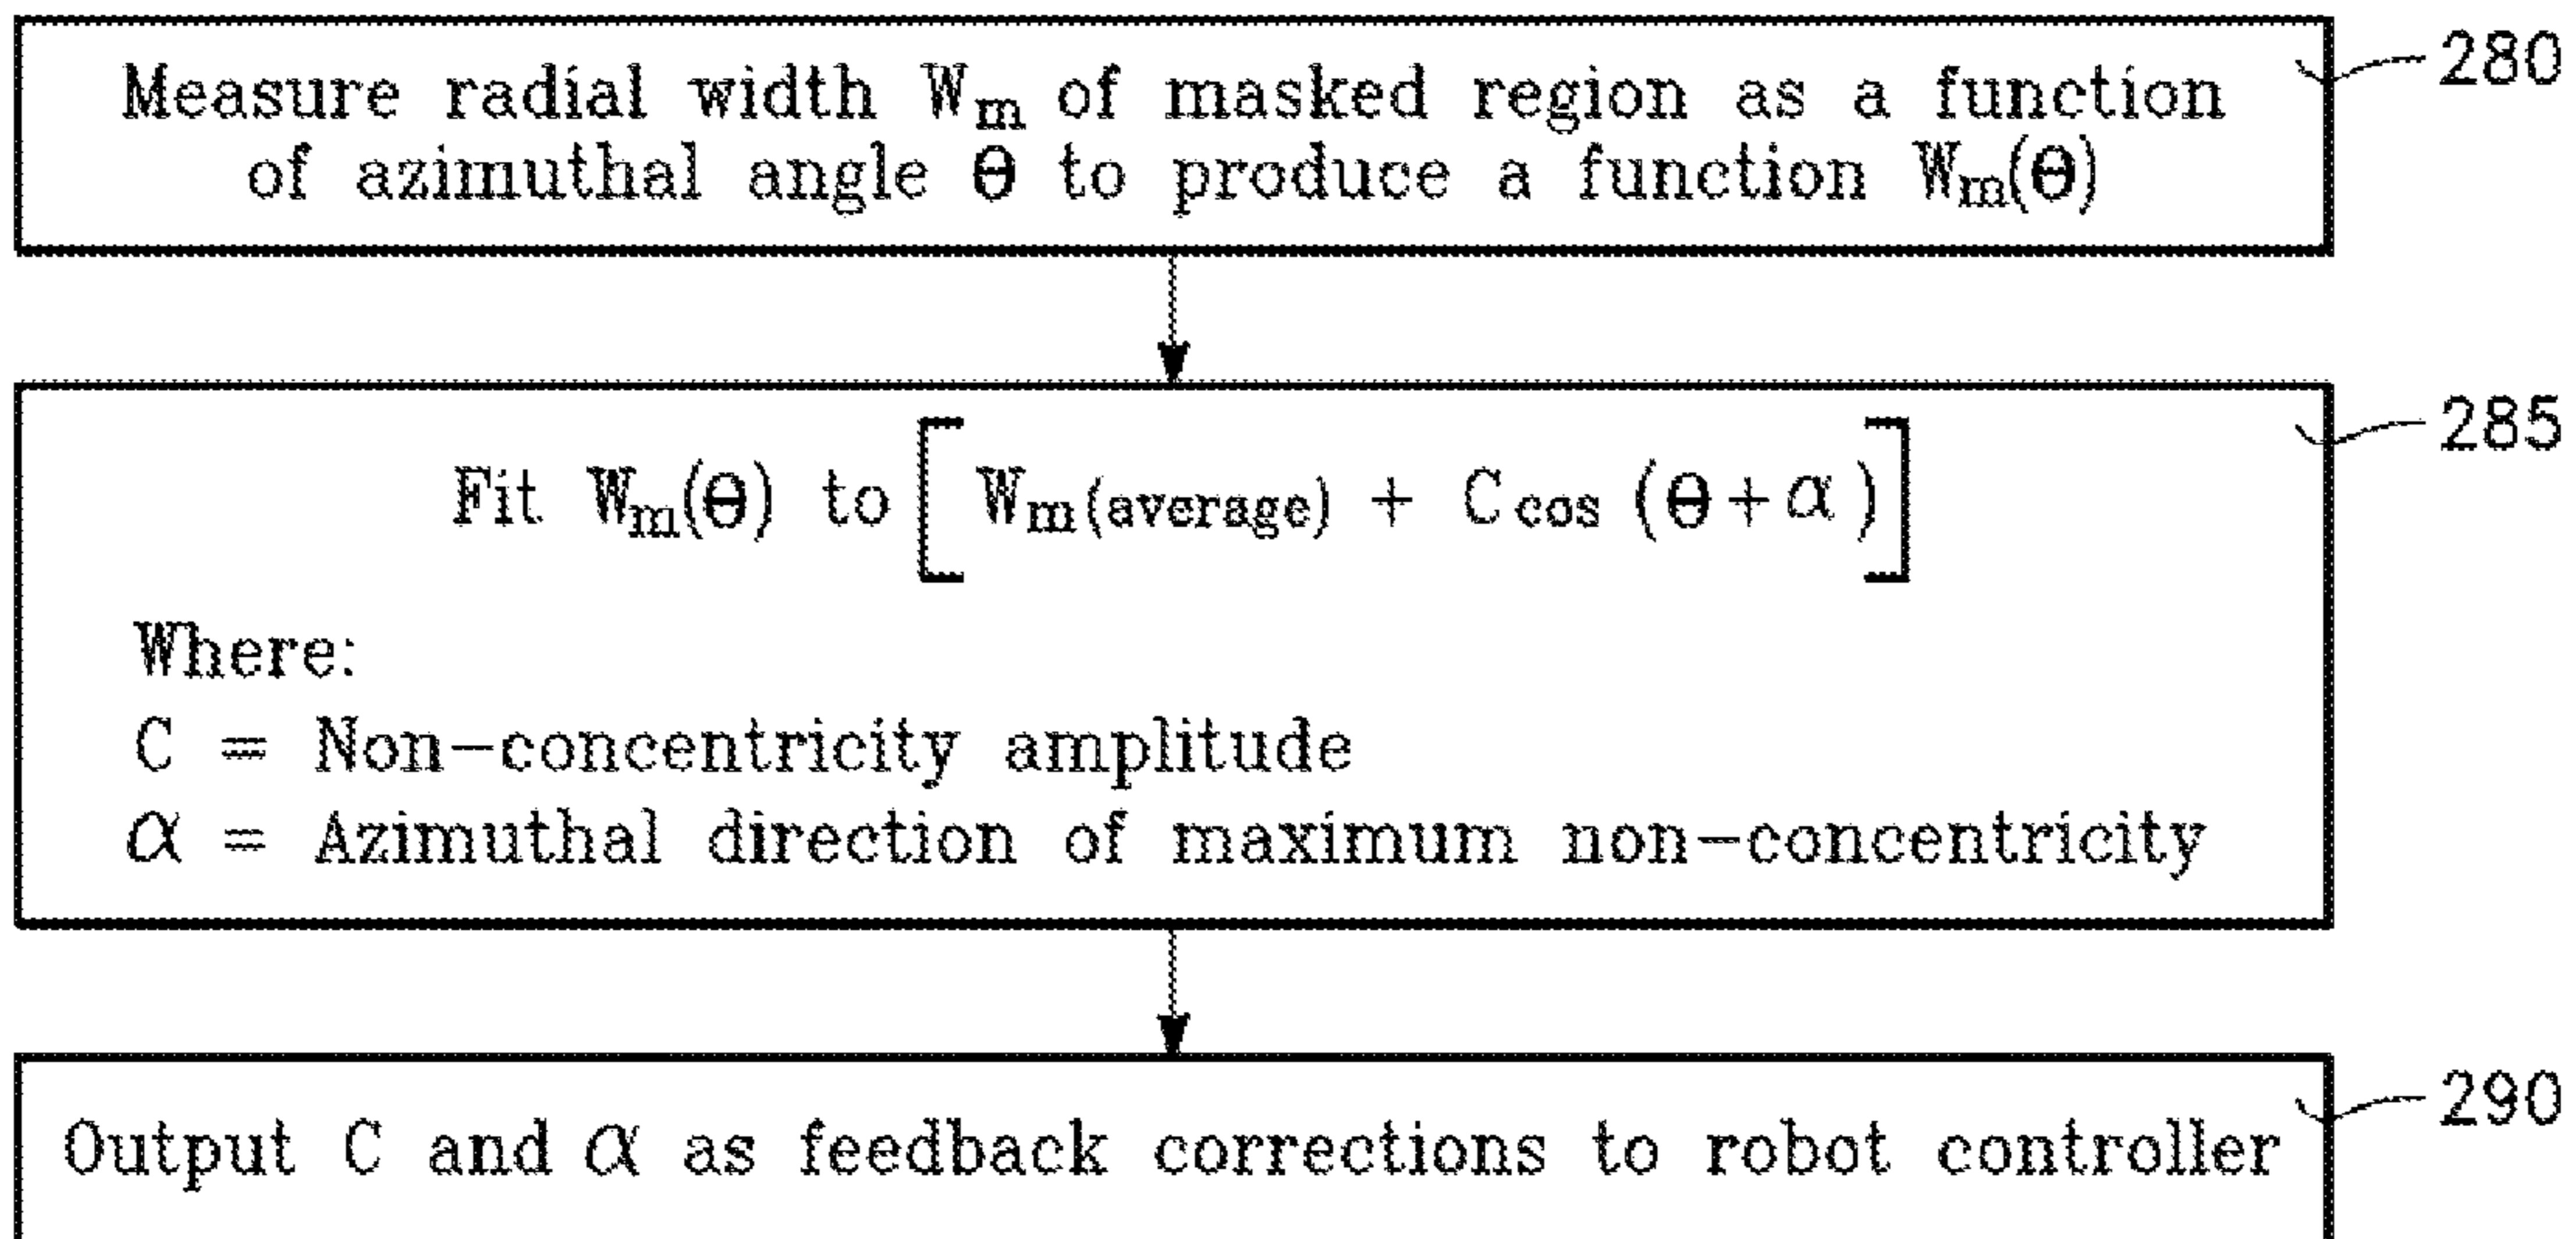 Measure radial width Wm of masked region as a function
of azimuthal angle Θ to produce a function Wm(Θ)
280
Fit Wm(Θ) to [ Wm(average) + C cos (Θ+α) ]
285
Where:
C = Non-concentricity amplitude
α = Azimuthal direction of maximum non-concentricity
Output C and α as feedback corrections to robot controller
290